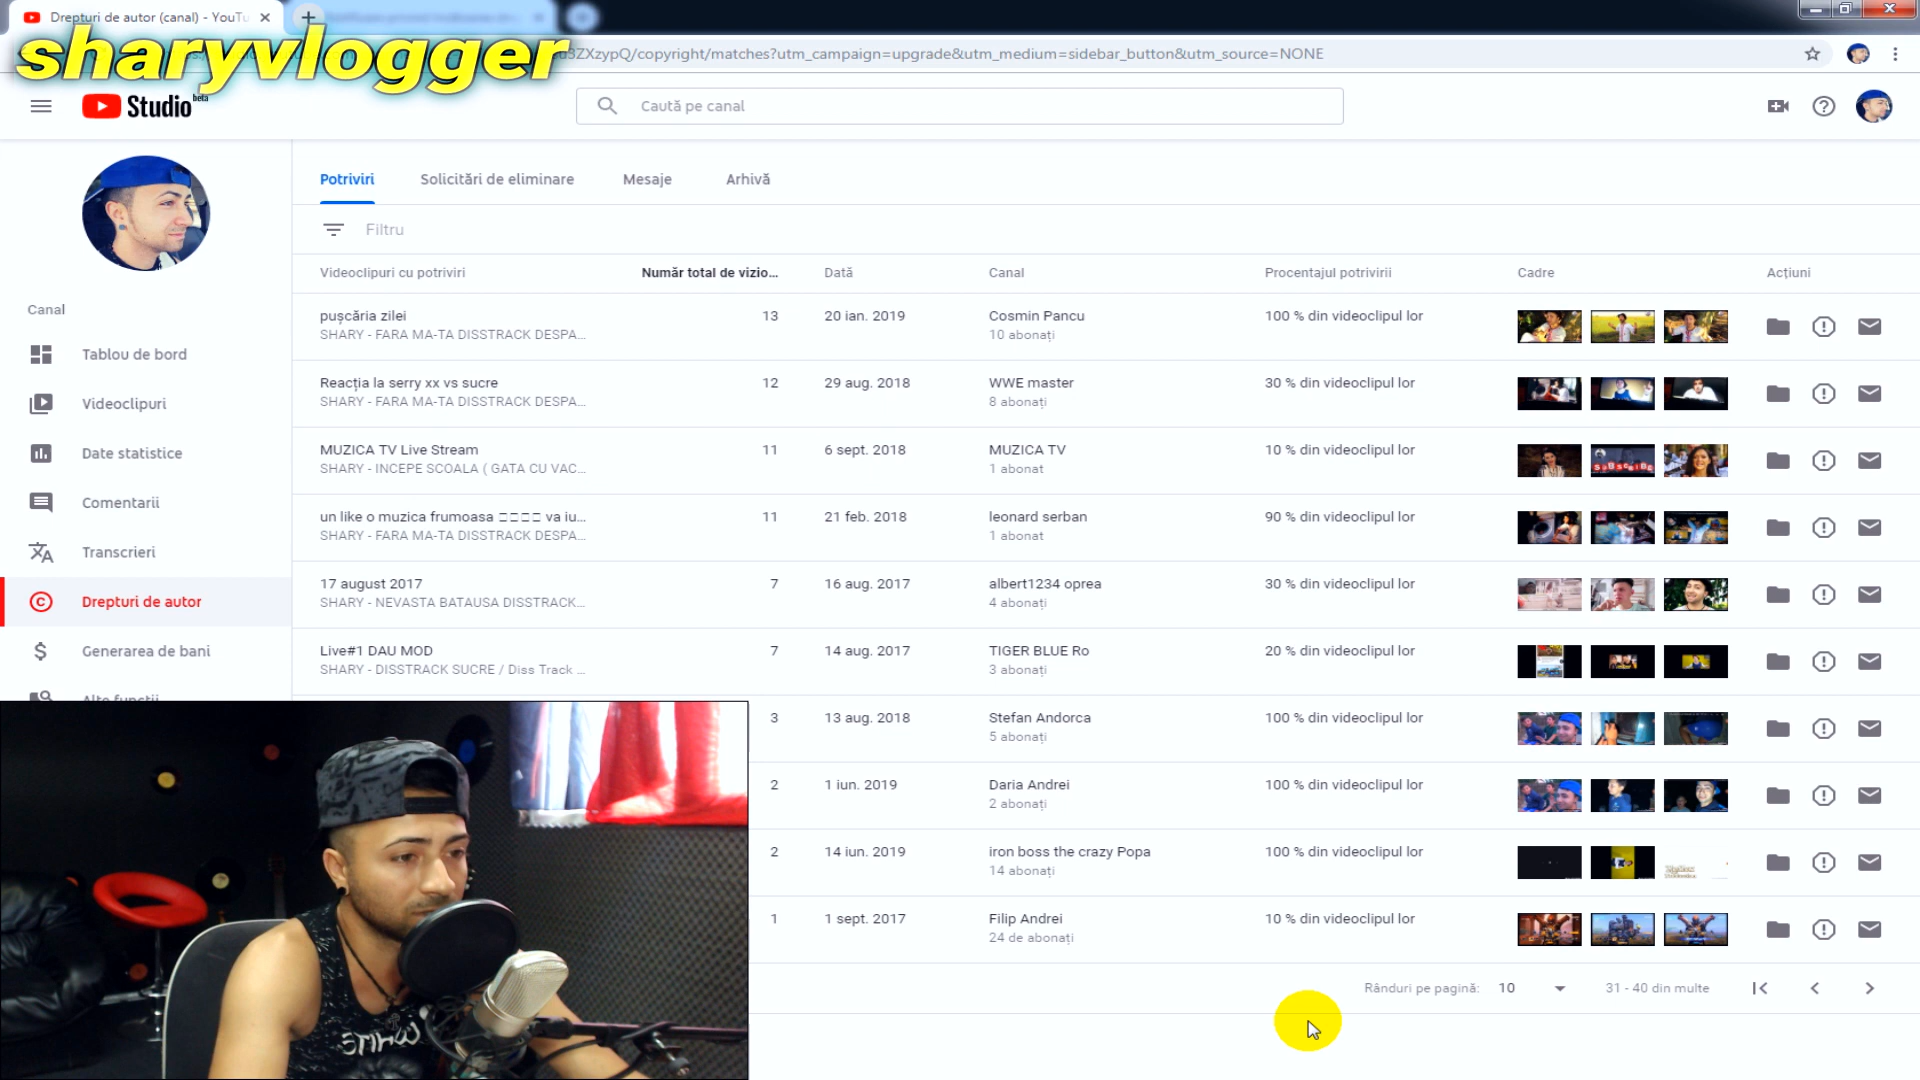 Drepturi de autor (canal) - YouTu
sharyvlogger
3ZXzypQ/copyright/matches?utm_campaign=upgrade&utm_medium=sidebar_button&utm_source=NONE
Studio beta
Caută pe canal
Potriviri Solicitări de eliminare Mesaje Arhivă
Filtru
Videoclipuri cu potriviri Număr total de vizio... Dată Canal Procentajul potrivirii Cadre Acțiuni
Canal
pușcăria zilei 13 20 ian. 2019 Cosmin Pancu 100 % din videoclipul lor
SHARY - FARA MA-TA DISSTRACK DESPA... 10 abonați
Tablou de bord
Reacția la serry xx vs sucre 12 29 aug. 2018 WWE master 30 % din videoclipul lor
SHARY - FARA MA-TA DISSTRACK DESPA... 8 abonați
Videoclipuri
MUZICA TV Live Stream 11 6 sept. 2018 MUZICA TV 10 % din videoclipul lor
SHARY - INCEPE SCOALA ( GATA CU VAC... 1 abonat
SUBSCRIBE
Date statistice
Comentarii
un like o muzica frumoasa □□□□ va iu... 11 21 feb. 2018 leonard serban 90 % din videoclipul lor
SHARY - FARA MA-TA DISSTRACK DESPA... 1 abonat
Transcrieri
17 august 2017 7 16 aug. 2017 albert1234 oprea 30 % din videoclipul lor
SHARY - NEVASTA BATAUSA DISSTRACK... 4 abonați
Drepturi de autor
Generarea de bani
Live#1 DAU MOD 7 14 aug. 2017 TIGER BLUE Ro 20 % din videoclipul lor
SHARY - DISSTRACK SUCRE / Diss Track ... 3 abonați
Alte funcții
3 13 aug. 2018 Stefan Andorca 100 % din videoclipul lor
5 abonați
2 1 iun. 2019 Daria Andrei 100 % din videoclipul lor
2 abonați
2 14 iun. 2019 iron boss the crazy Popa 100 % din videoclipul lor
14 abonați
1 1 sept. 2017 Filip Andrei 10 % din videoclipul lor
24 de abonați
Rânduri pe pagină: 10 31 - 40 din multe